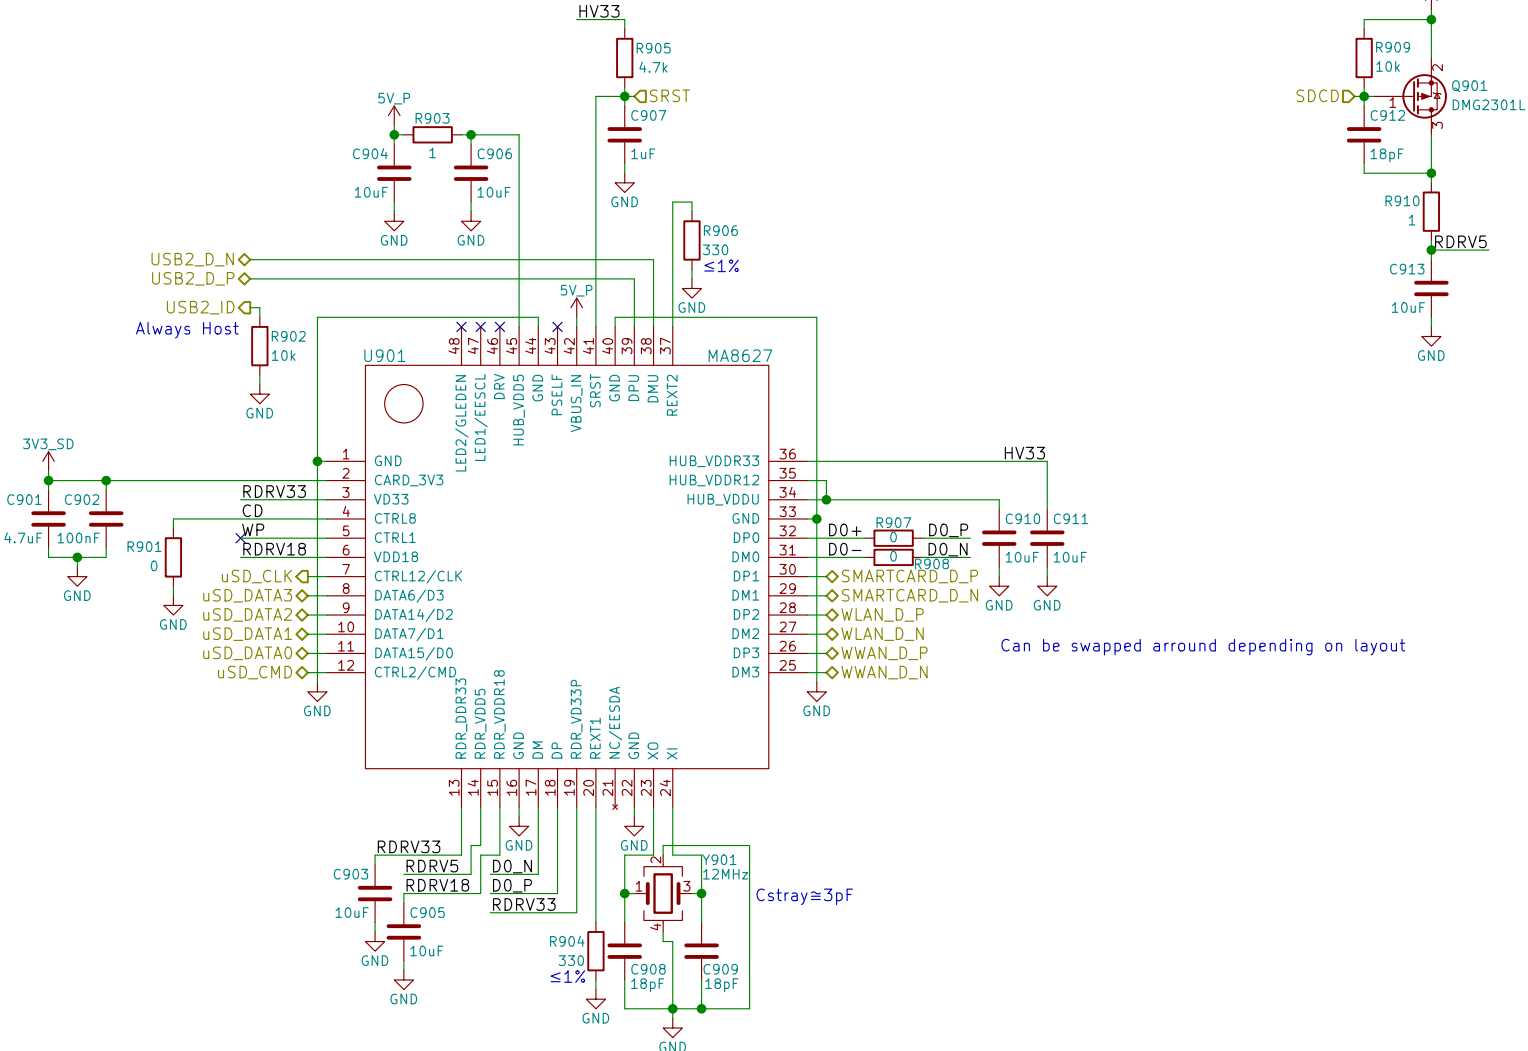 HV33
R905
4.7k
SRST
C907
1uF
GND
5V_P
R903
1
C904
10uF
GND
C906
10uF
GND
R909
10k
SDCD
1
2
3
Q901
DMG2301L
C912
18pF
R910
1
RDRV5
C913
10uF
GND
R906
330
≤1%
GND
USB2_D_N
USB2_D_P
USB2_ID
Always Host
R902
10k
GND
5V_P
U901
MA8627
48
47
46
45
44
43
42
41
40
39
38
37
LED2/GLEDEN
LED1/EESCL
DRV
HUB_VDD5
GND
PSELF
VBUS_IN
SRST
GND
DPU
DMU
REXT2
3V3_SD
C901
4.7uF
C902
100nF
GND
RDRV33
CD
WP
RDRV18
R901
0
GND
uSD_CLK
uSD_DATA3
uSD_DATA2
uSD_DATA1
uSD_DATA0
uSD_CMD
GND
1 GND
2 CARD_3V3
3 VD33
4 CTRL8
5 CTRL1
6 VDD18
7 CTRL12/CLK
8 DATA6/D3
9 DATA14/D2
10 DATA7/D1
11 DATA15/D0
12 CTRL2/CMD
HUB_VDDR33 36
HUB_VDDR12 35
HUB_VDDU 34
GND 33
DP0 32
DM0 31
DP1 30
DM1 29
DP2 28
DM2 27
DP3 26
DM3 25
HV33
D0+
R907
0
D0_P
D0-
0
R908
D0_N
SMARTCARD_D_P
SMARTCARD_D_N
WLAN_D_P
WLAN_D_N
WWAN_D_P
WWAN_D_N
GND
C910
10uF
GND
C911
10uF
GND
Can be swapped arround depending on layout
RDR_DDR33
RDR_VDD5
RDR_VDDR18
GND
DM
DP
RDR_VD33P
REXT1
NC/EESDA
GND
XO
XI
13
14
15
16
17
18
19
20
21
22
23
24
GND
GND
RDRV33
RDRV5
RDRV18
C903
10uF
GND
C905
10uF
GND
D0_N
D0_P
RDRV33
R904
330
≤1%
GND
Y901
12MHz
1
2
3
4
Cstray≅3pF
C908
18pF
C909
18pF
GND